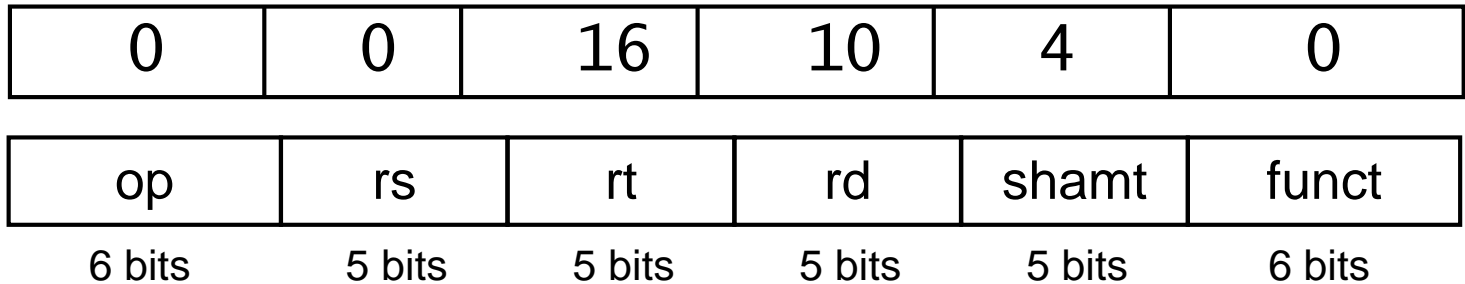 0 0 16 10 4 0
op rs rt rd shamt funct
6 bits 5 bits 5 bits 5 bits 5 bits 6 bits